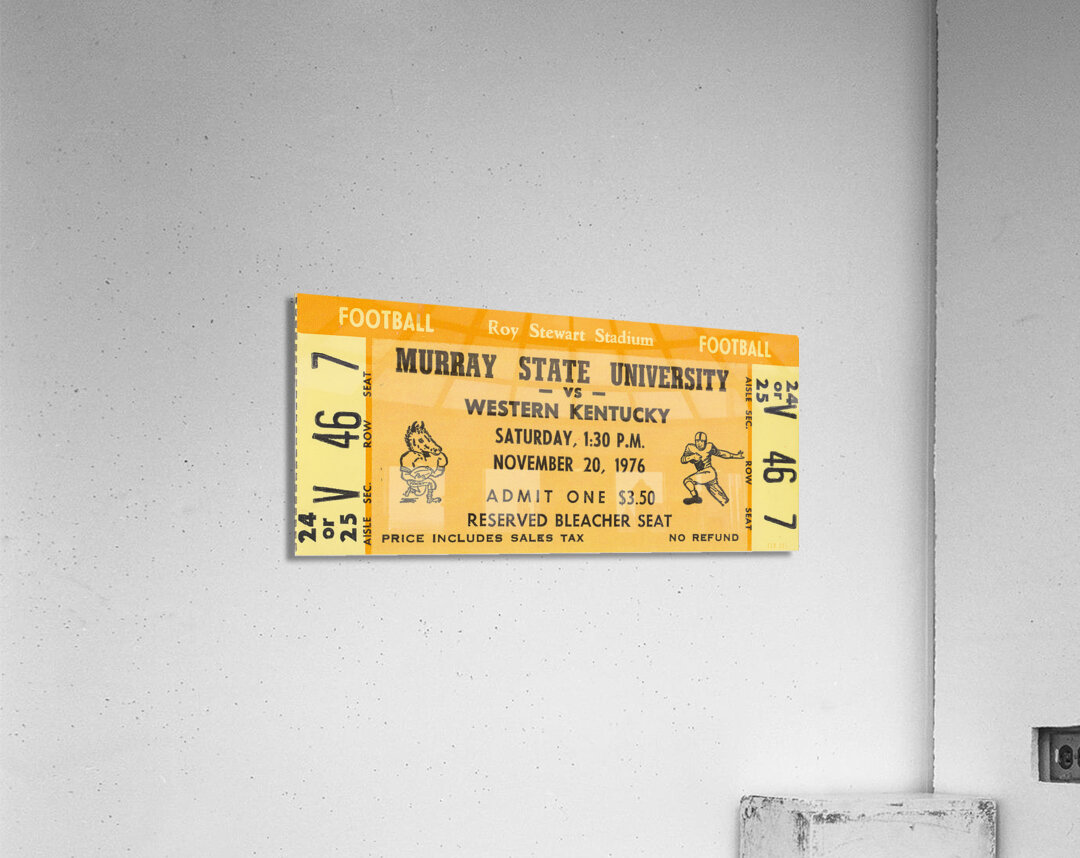 FOOTBALL Roy Stewart Stadium FOOTBALL
MURRAY STATE UNIVERSITY
— VS —
WESTERN KENTUCKY
SATURDAY, 1:30 P.M.
NOVEMBER 20, 1976
ADMIT ONE $3.50
RESERVED BLEACHER SEAT
PRICE INCLUDES SALES TAX NO REFUND
24 or 25 V 46 7
AISLE SEC. ROW SEAT
AISLE SEC. ROW SEAT
24 or 25 V 46 7